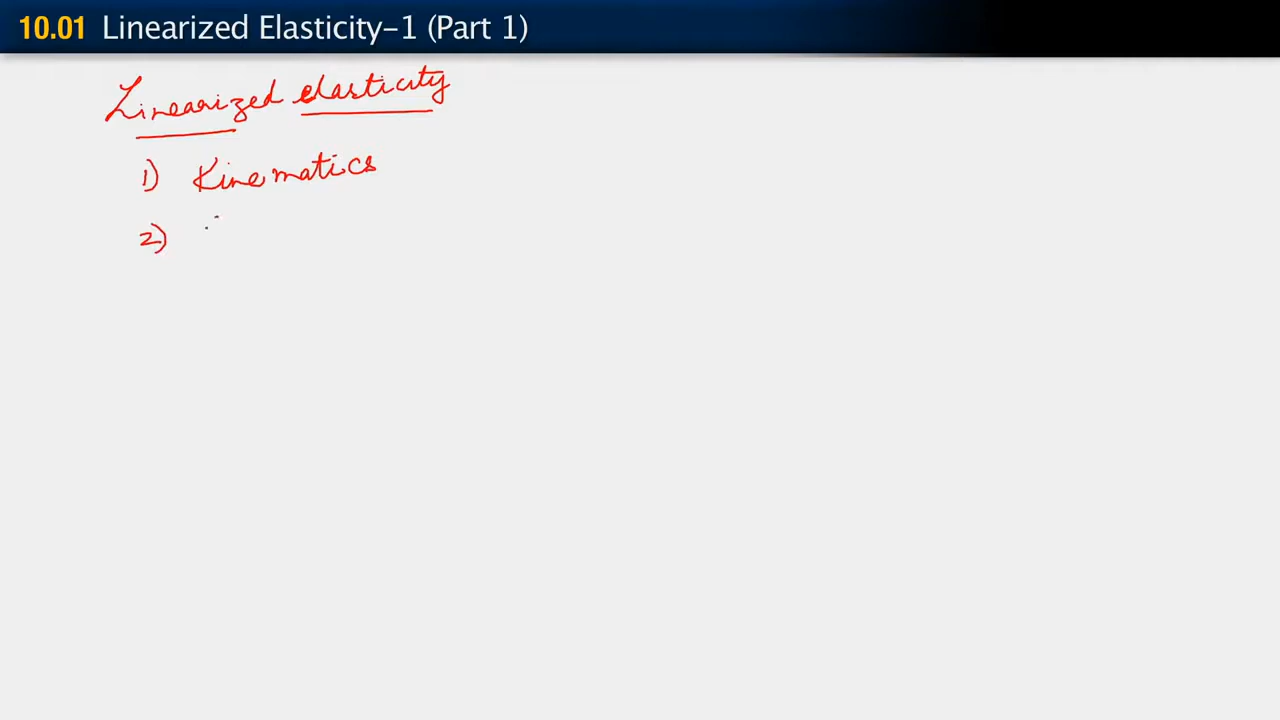 10.01 Linearized Elasticity-1 (Part 1)
Linearized elasticity
1) Kinematics
2)